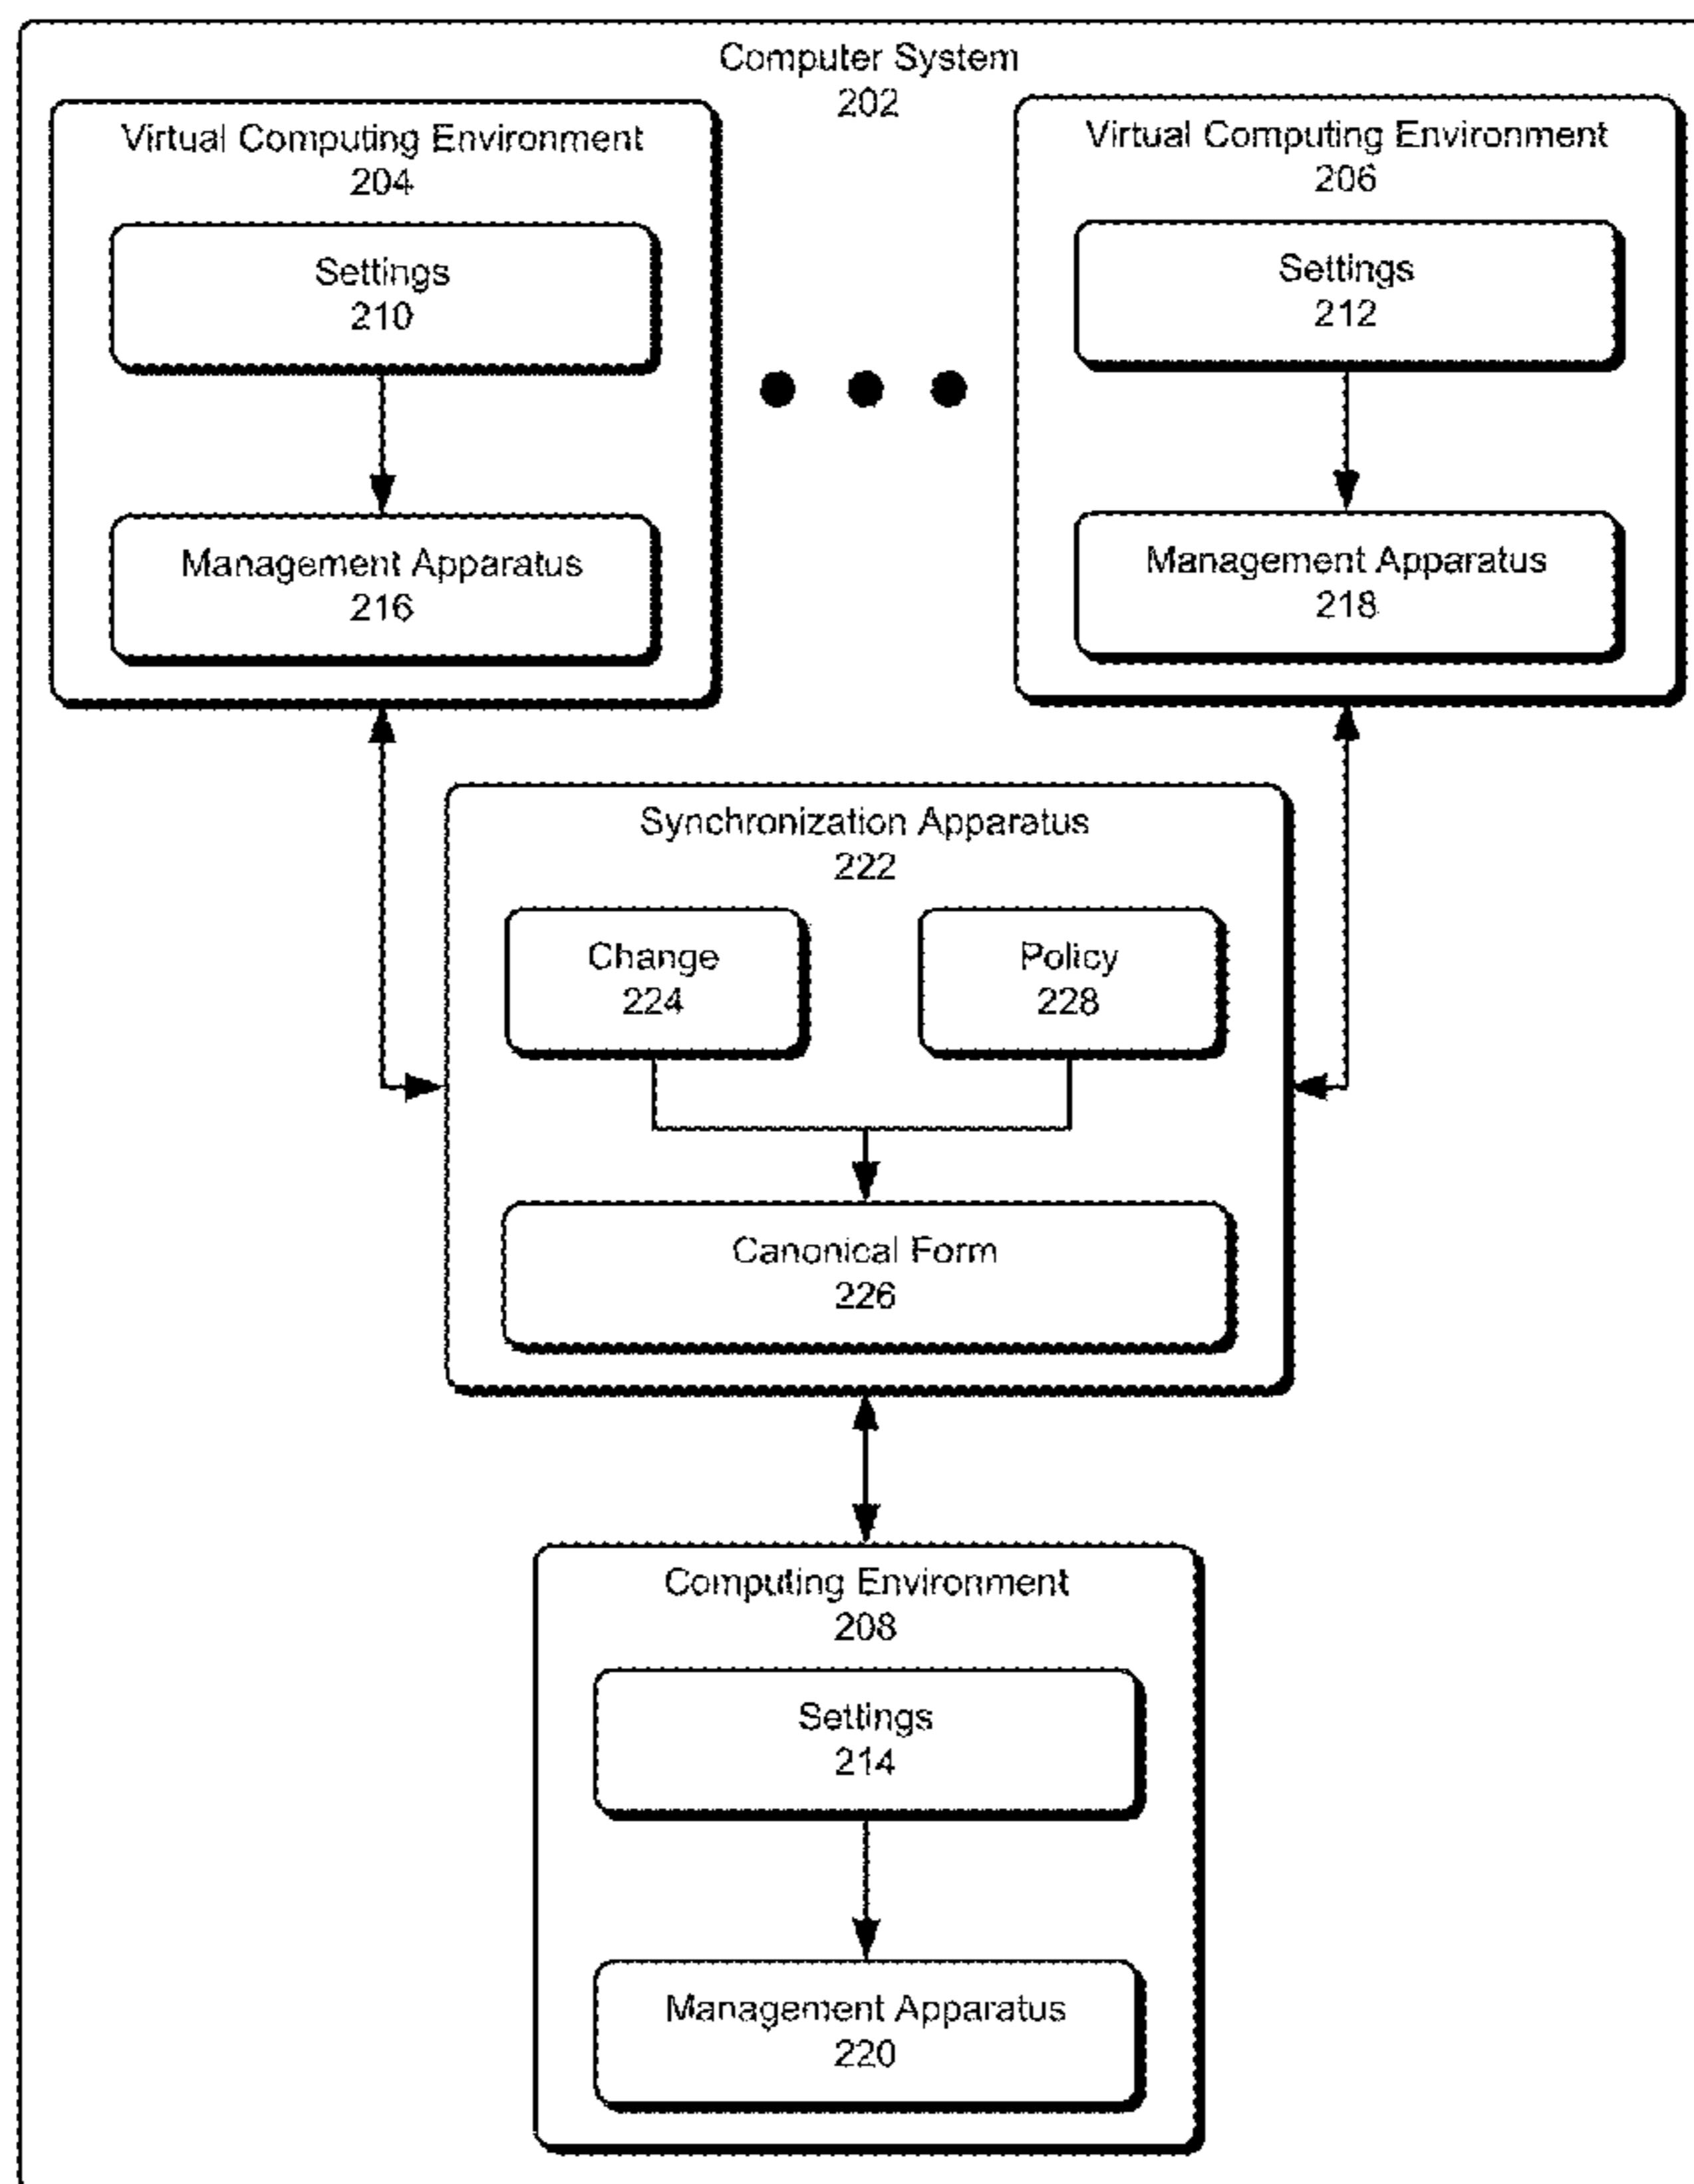 Computer System
202
Virtual Computing Environment
204
Settings
210
Management Apparatus
216
Virtual Computing Environment
206
Settings
212
Management Apparatus
218
Synchronization Apparatus
222
Change
224
Policy
228
Canonical Form
226
Computing Environment
208
Settings
214
Management Apparatus
220